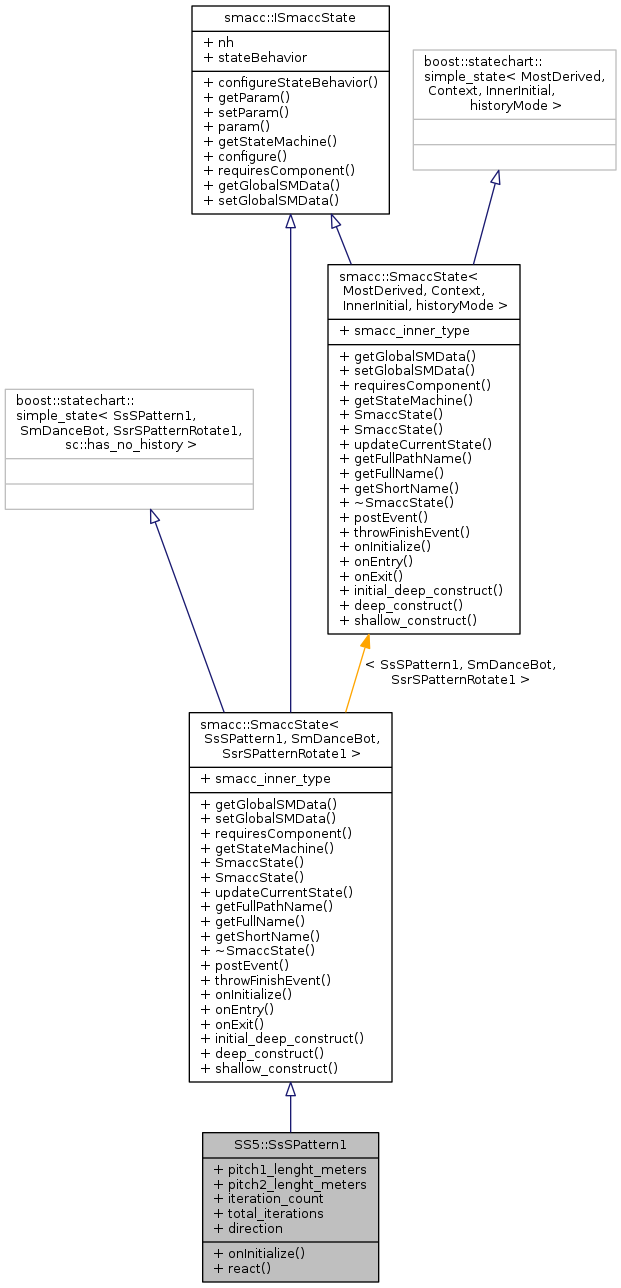 smacc::ISmaccState
+ nh
+ stateBehavior
+ configureStateBehavior()
+ getParam()
+ setParam()
+ param()
+ getStateMachine()
+ configure()
+ requiresComponent()
+ getGlobalSMData()
+ setGlobalSMData()
boost::statechart::
simple_state< MostDerived,
Context, InnerInitial,
historyMode >
smacc::SmaccState<
MostDerived, Context,
InnerInitial, historyMode >
+ smacc_inner_type
+ getGlobalSMData()
+ setGlobalSMData()
+ requiresComponent()
+ getStateMachine()
+ SmaccState()
+ SmaccState()
+ updateCurrentState()
+ getFullPathName()
+ getFullName()
+ getShortName()
+ ~SmaccState()
+ postEvent()
+ throwFinishEvent()
+ onInitialize()
+ onEntry()
+ onExit()
+ initial_deep_construct()
+ deep_construct()
+ shallow_construct()
boost::statechart::
simple_state< SsSPattern1,
SmDanceBot, SsrSPatternRotate1,
sc::has_no_history >
< SsSPattern1, SmDanceBot,
SsrSPatternRotate1 >
smacc::SmaccState<
SsSPattern1, SmDanceBot,
SsrSPatternRotate1 >
+ smacc_inner_type
+ getGlobalSMData()
+ setGlobalSMData()
+ requiresComponent()
+ getStateMachine()
+ SmaccState()
+ SmaccState()
+ updateCurrentState()
+ getFullPathName()
+ getFullName()
+ getShortName()
+ ~SmaccState()
+ postEvent()
+ throwFinishEvent()
+ onInitialize()
+ onEntry()
+ onExit()
+ initial_deep_construct()
+ deep_construct()
+ shallow_construct()
SS5::SsSPattern1
+ pitch1_lenght_meters
+ pitch2_lenght_meters
+ iteration_count
+ total_iterations
+ direction
+ onInitialize()
+ react()